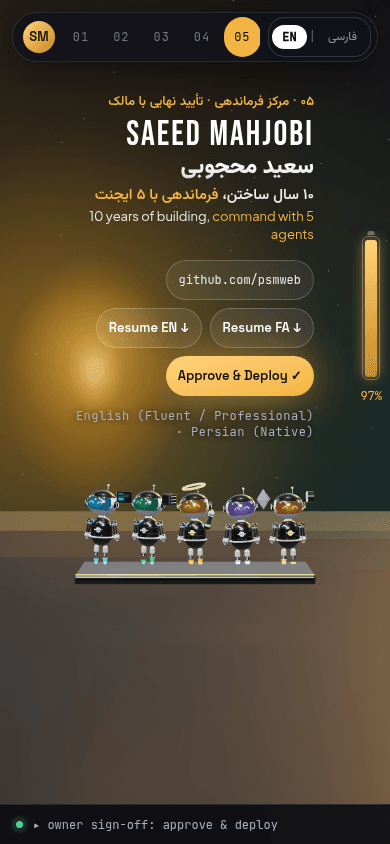 SM 01 02 03 04 05 EN | فارسی
۰۵ · مرکز فرماندهی · تأیید نهایی با مالک
SAEED MAHJOBI
سعید محجوبی
۱۰ سال ساختن، فرماندهی با ۵ ایجنت
10 years of building, command with 5
agents
github.com/psmweb
Resume EN ↓ Resume FA ↓
Approve & Deploy ✓
97%
English (Fluent / Professional)
· Persian (Native)
▸ owner sign-off: approve & deploy